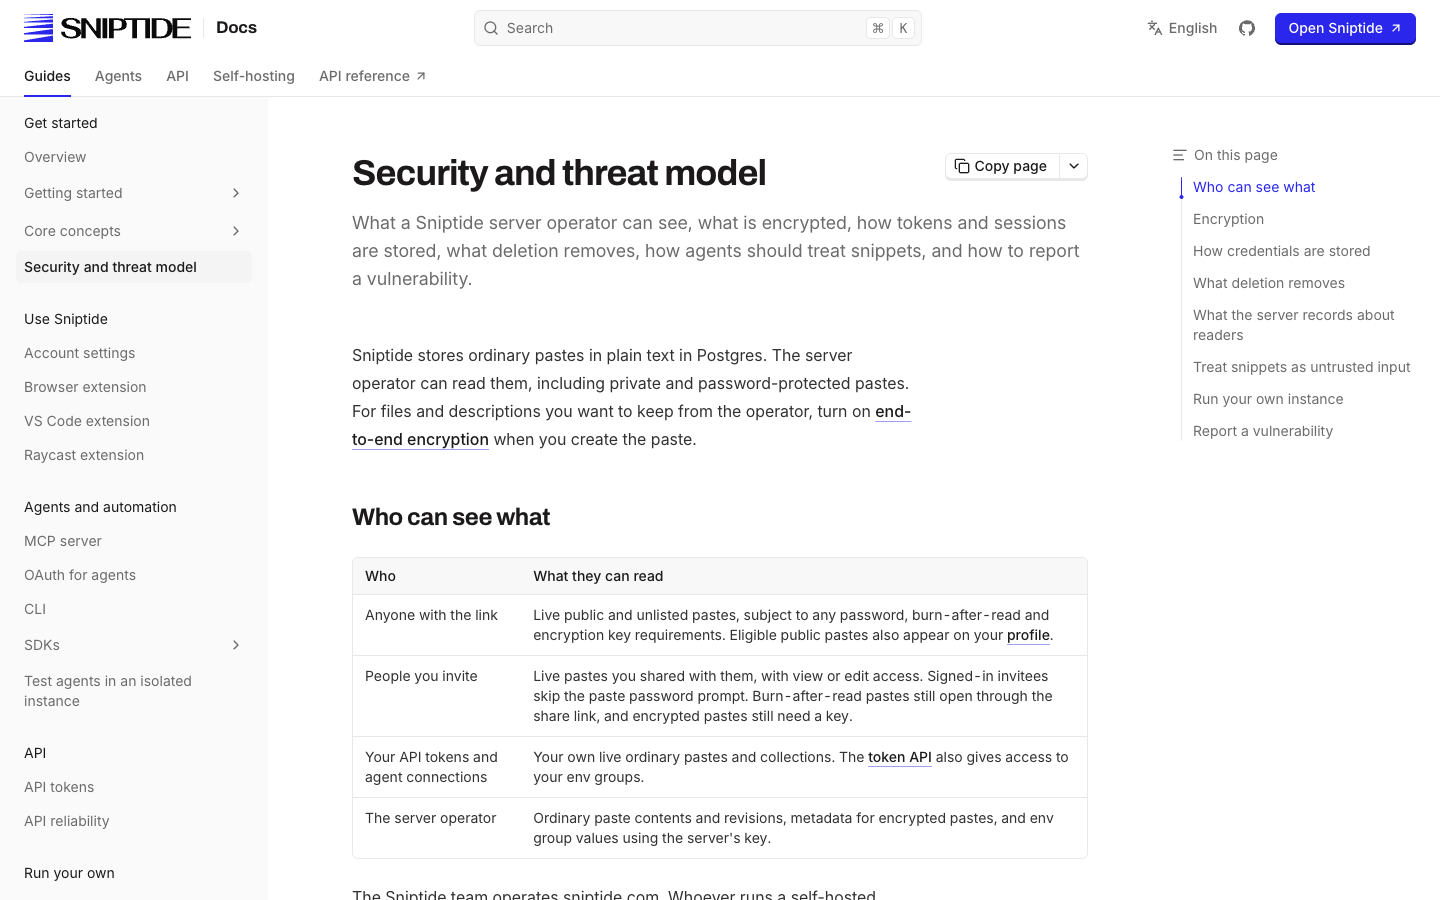 SNIPTIDE Docs
Search
⌘ K
English
Open Sniptide
Guides
Agents
API
Self-hosting
API reference
Get started
Overview
Getting started
Core concepts
Security and threat model
Use Sniptide
Account settings
Browser extension
VS Code extension
Raycast extension
Agents and automation
MCP server
OAuth for agents
CLI
SDKs
Test agents in an isolated
instance
API
API tokens
API reliability
Run your own
Security and threat model
Copy page
What a Sniptide server operator can see, what is encrypted, how tokens and sessions
are stored, what deletion removes, how agents should treat snippets, and how to report
a vulnerability.
Sniptide stores ordinary pastes in plain text in Postgres. The server
operator can read them, including private and password-protected pastes.
For files and descriptions you want to keep from the operator, turn on end-
to-end encryption when you create the paste.
Who can see what
Who What they can read
Anyone with the link
Live public and unlisted pastes, subject to any password, burn-after-read and
encryption key requirements. Eligible public pastes also appear on your profile.
People you invite
Live pastes you shared with them, with view or edit access. Signed-in invitees
skip the paste password prompt. Burn-after-read pastes still open through the
share link, and encrypted pastes still need a key.
Your API tokens and
agent connections
Your own live ordinary pastes and collections. The token API also gives access to
your env groups.
The server operator
Ordinary paste contents and revisions, metadata for encrypted pastes, and env
group values using the server's key.
The Sniptide team operates sniptide.com. Whoever runs a self-hosted
On this page
Who can see what
Encryption
How credentials are stored
What deletion removes
What the server records about
readers
Treat snippets as untrusted input
Run your own instance
Report a vulnerability